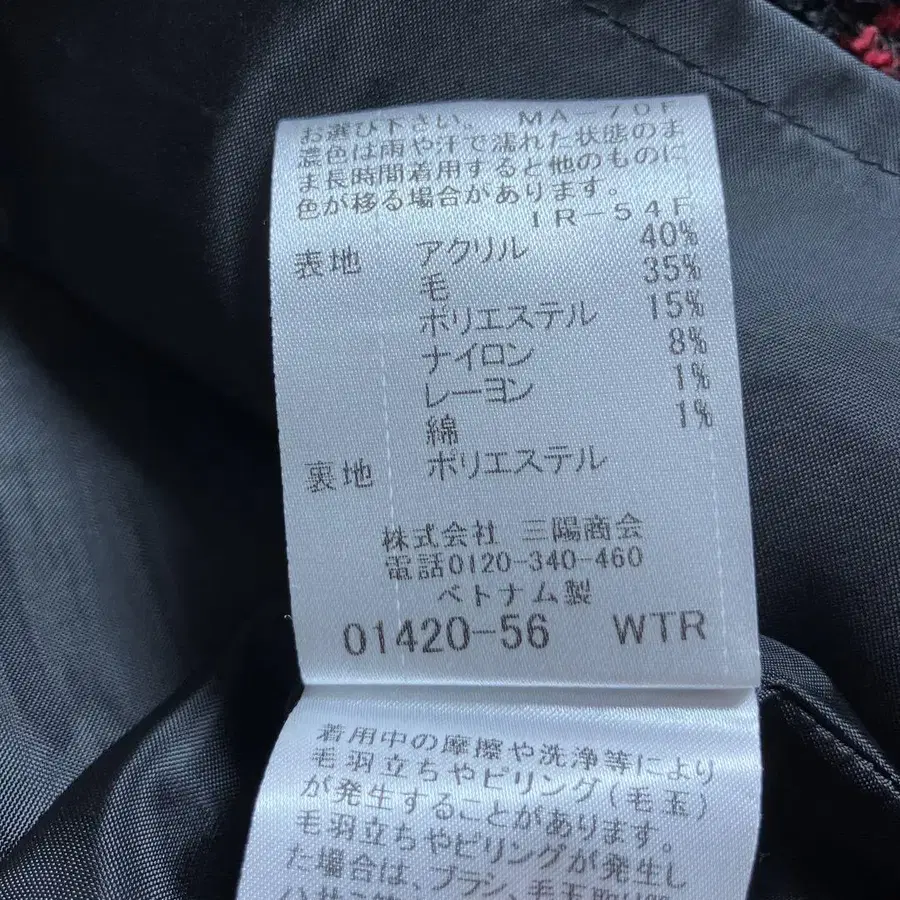 お選び下さい。 MA-70F
濃色は雨や汗で濡れた状態のま
ま長時間着用すると他のものに
色が移る場合があります。
IR-54F
表地 アクリル 40%
毛 35%
ポリエステル 15%
ナイロン 8%
レーヨン 1%
綿 1%
裏地 ポリエステル
株式会社 三陽商会
電話0120-340-460
ベトナム製
01420-56 WTR
着用中の摩擦や洗浄等により
毛羽立ちやピリング(毛玉)
が発生することがあります。
毛羽立ちやピリングが発生し
た場合は、ブラシ、毛玉取り器